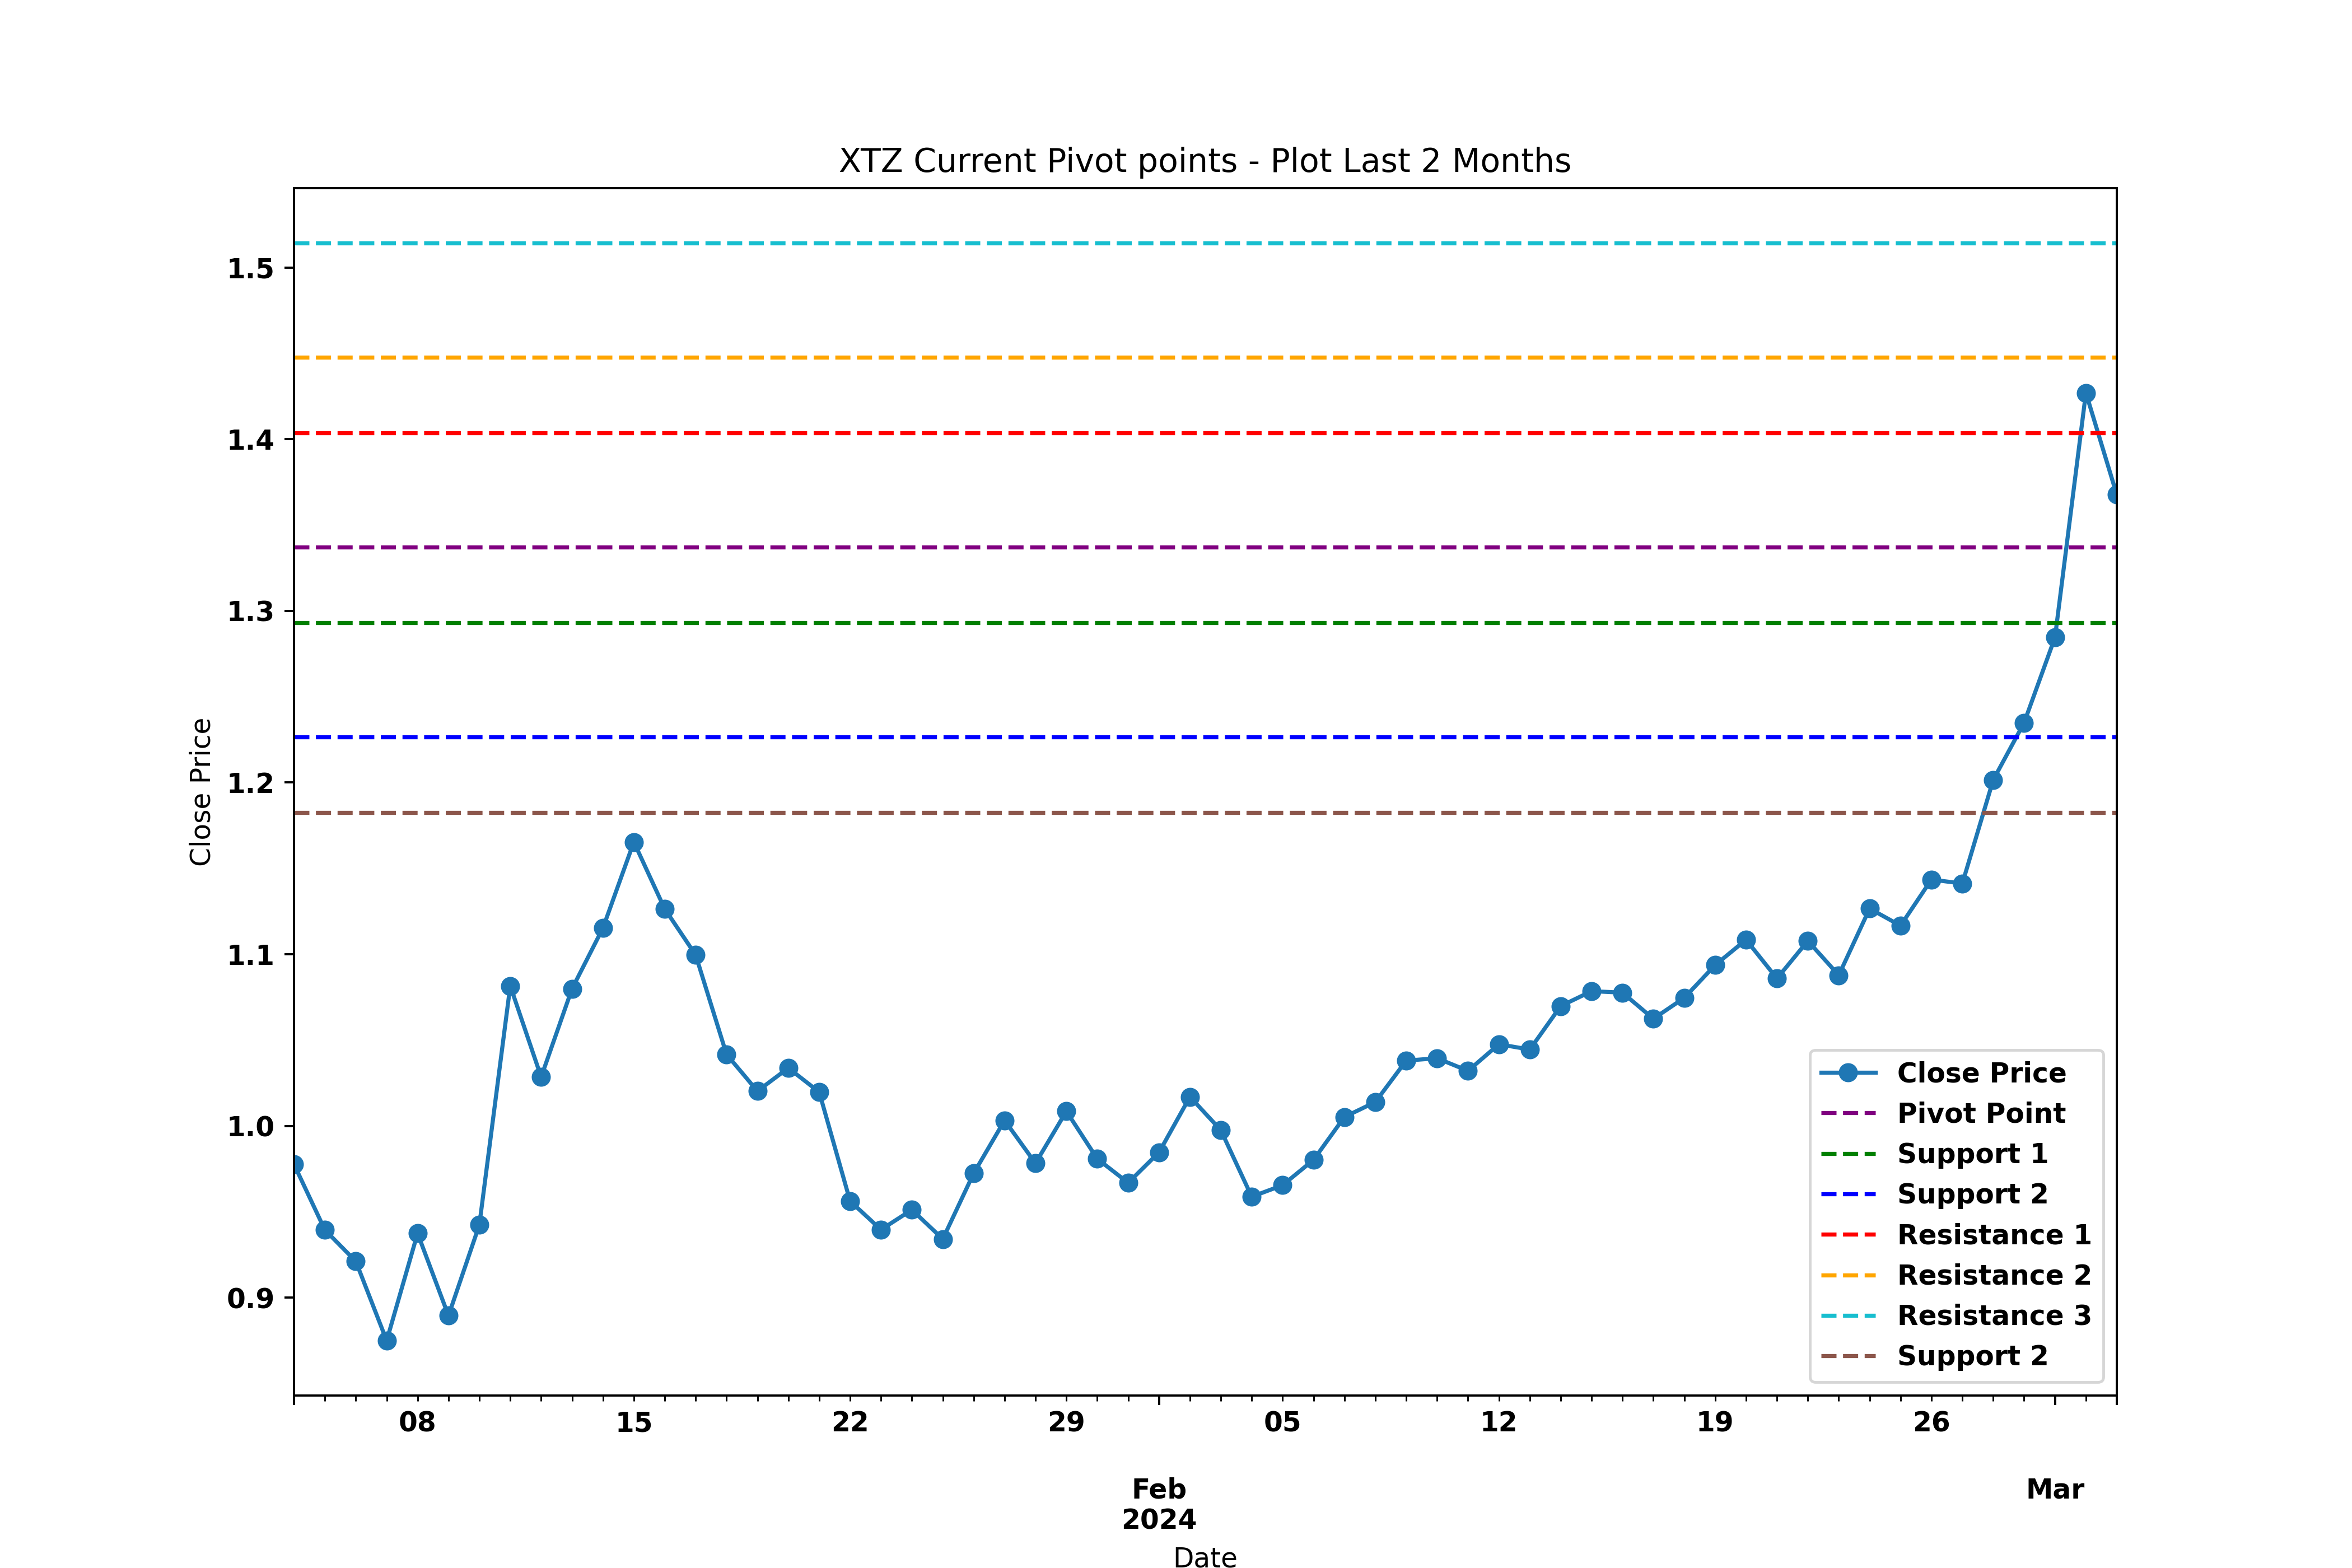 XTZ Current Pivot points - Plot Last 2 Months
Close Price
1.5
1.4
1.3
1.2
1.1
1.0
0.9
Close Price
Pivot Point
Support 1
Support 2
Resistance 1
Resistance 2
Resistance 3
Support 2
08 15 22 29 05 12 19 26
Feb Mar
2024
Date